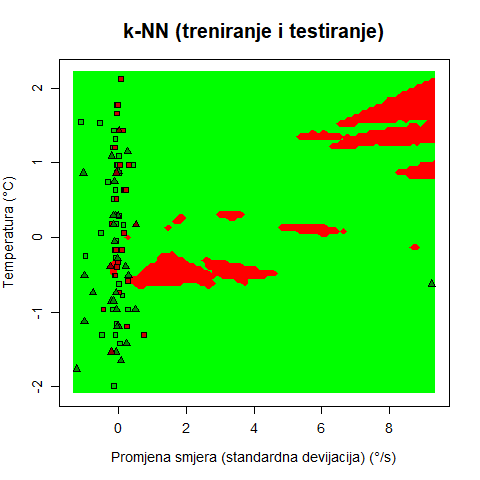 k-NN (treniranje i testiranje)
Temperatura (°C)
2
1
0
-1
-2
0 2 4 6 8
Promjena smjera (standardna devijacija) (°/s)